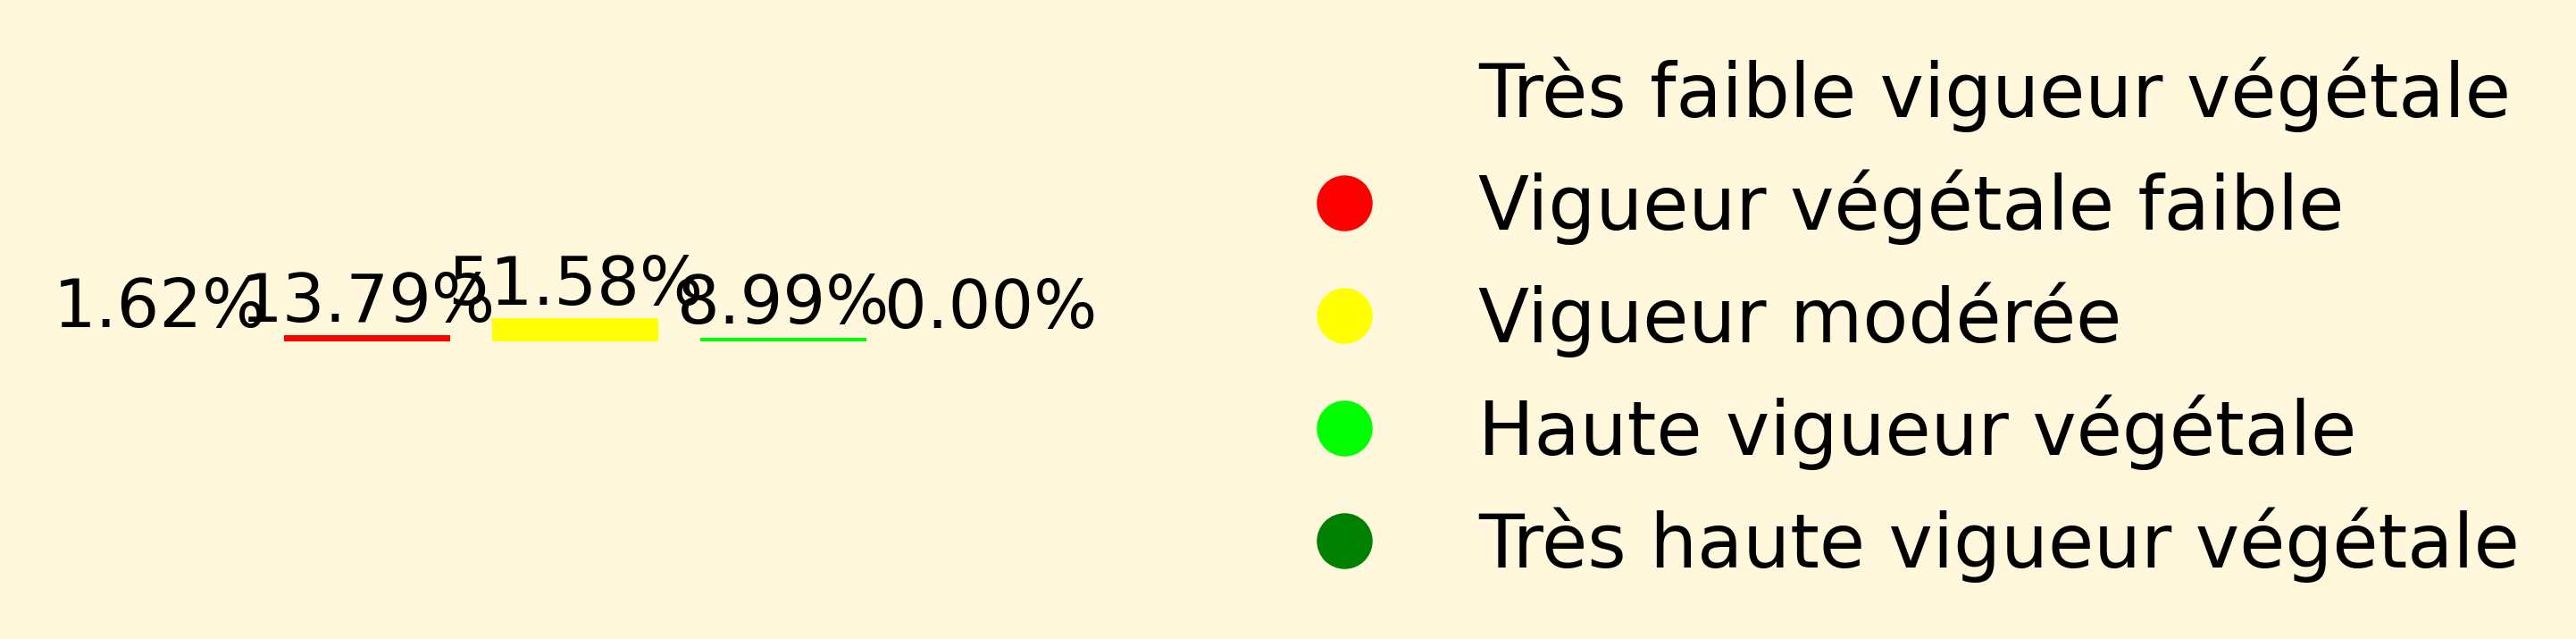 1.62%
13.79%
51.58%
8.99%
0.00%
Très faible vigueur végétale
Vigueur végétale faible
Vigueur modérée
Haute vigueur végétale
Très haute vigueur végétale